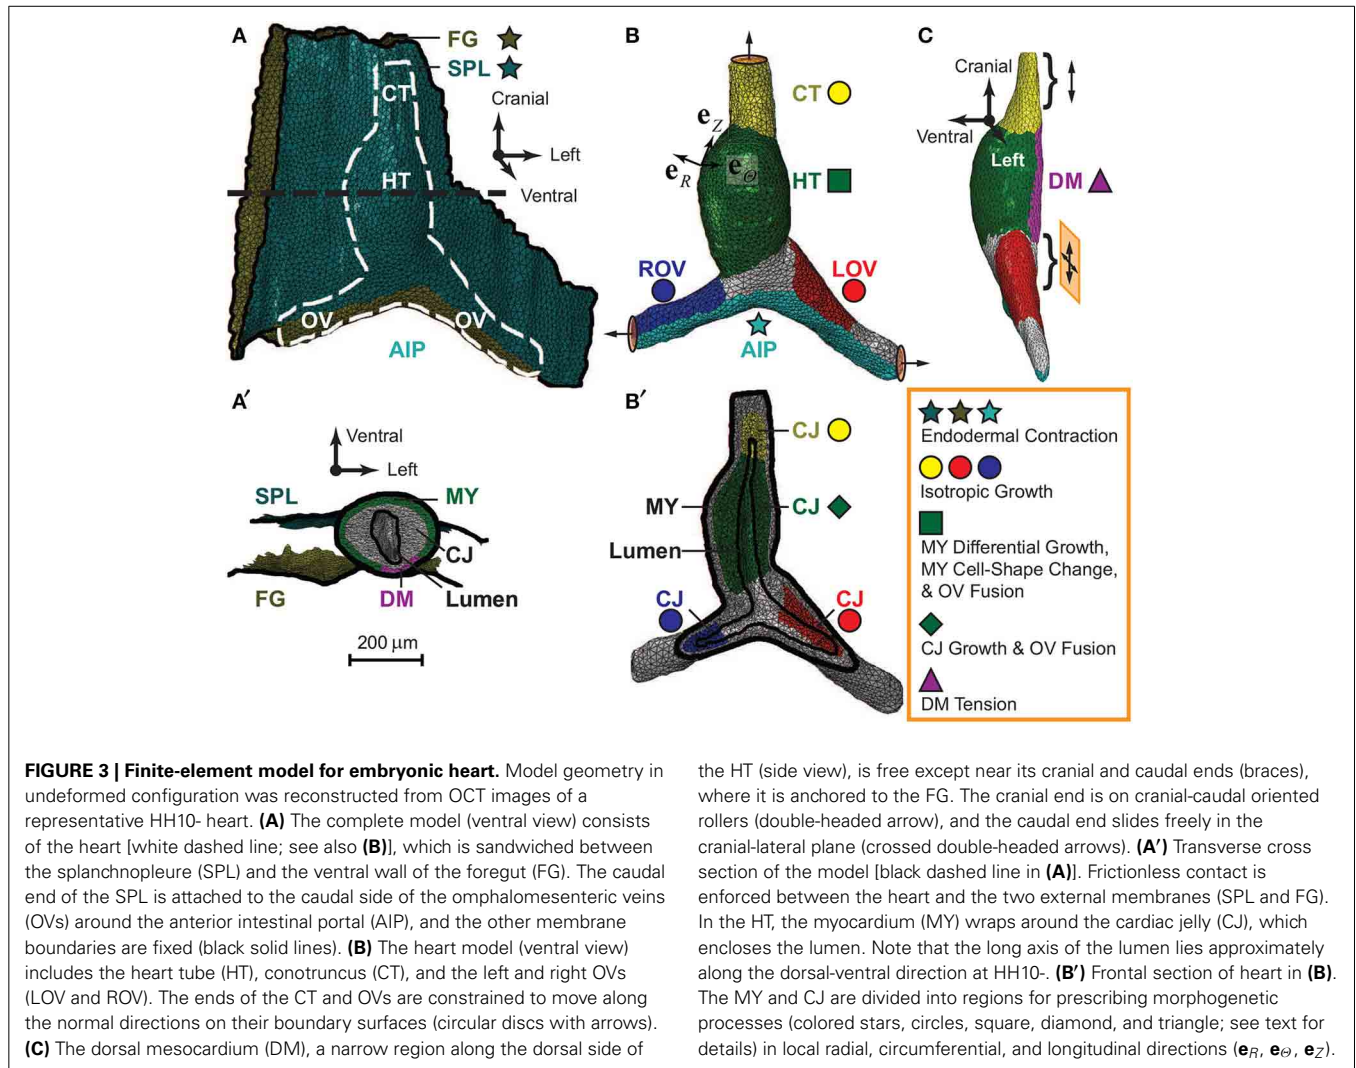 A
FG
SPL
CT
Cranial
Left
Ventral
HT
OV
OV
AIP
B
CT
e_Z
e_R
e_Θ
HT
ROV
LOV
AIP
C
Cranial
Ventral
Left
DM
A′
Ventral
Left
SPL
MY
CJ
FG
DM
Lumen
200 µm
B′
CJ
MY
CJ
Lumen
CJ
CJ
Endodermal Contraction
Isotropic Growth
MY Differential Growth,
MY Cell-Shape Change,
& OV Fusion
CJ Growth & OV Fusion
DM Tension
FIGURE 3 | Finite-element model for embryonic heart. Model geometry in
undeformed configuration was reconstructed from OCT images of a
representative HH10- heart. (A) The complete model (ventral view) consists
of the heart [white dashed line; see also (B)], which is sandwiched between
the splanchnopleure (SPL) and the ventral wall of the foregut (FG). The caudal
end of the SPL is attached to the caudal side of the omphalomesenteric veins
(OVs) around the anterior intestinal portal (AIP), and the other membrane
boundaries are fixed (black solid lines). (B) The heart model (ventral view)
includes the heart tube (HT), conotruncus (CT), and the left and right OVs
(LOV and ROV). The ends of the CT and OVs are constrained to move along
the normal directions on their boundary surfaces (circular discs with arrows).
(C) The dorsal mesocardium (DM), a narrow region along the dorsal side of
the HT (side view), is free except near its cranial and caudal ends (braces),
where it is anchored to the FG. The cranial end is on cranial-caudal oriented
rollers (double-headed arrow), and the caudal end slides freely in the
cranial-lateral plane (crossed double-headed arrows). (A′) Transverse cross
section of the model [black dashed line in (A)]. Frictionless contact is
enforced between the heart and the two external membranes (SPL and FG).
In the HT, the myocardium (MY) wraps around the cardiac jelly (CJ), which
encloses the lumen. Note that the long axis of the lumen lies approximately
along the dorsal-ventral direction at HH10-. (B′) Frontal section of heart in (B).
The MY and CJ are divided into regions for prescribing morphogenetic
processes (colored stars, circles, square, diamond, and triangle; see text for
details) in local radial, circumferential, and longitudinal directions (e_R, e_Θ, e_Z).